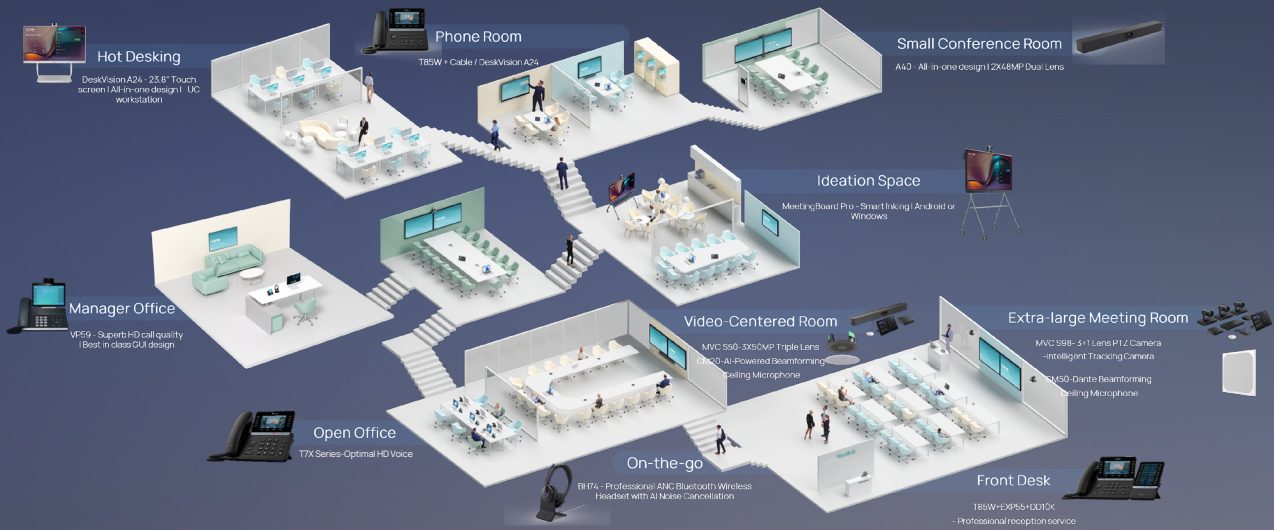 Hot Desking
DeskVision A24 - 23.8" Touch
screen | All-in-one design | UC
workstation
Phone Room
T85W + Cable / DeskVision A24
Small Conference Room
A40 - All-in-one design | 2X48MP Dual Lens
Ideation Space
MeetingBoard Pro - Smart Inking | Android or
Windows
Manager Office
VP59 - Superb HD call quality
| Best in class GUI design
Video-Centered Room
MVC S50-3X50MP Triple Lens
CM20-AI-Powered Beamforming
Ceiling Microphone
Extra-large Meeting Room
MVC S98- 3+1 Lens PTZ Camera
-Intelligent Tracking Camera
CM50-Dante Beamforming
Ceiling Microphone
Open Office
T7X Series-Optimal HD Voice
On-the-go
BH74 - Professional ANC Bluetooth Wireless
Headset with AI Noise Cancellation
Front Desk
T85W+EXP55+DD10K
- Professional reception service